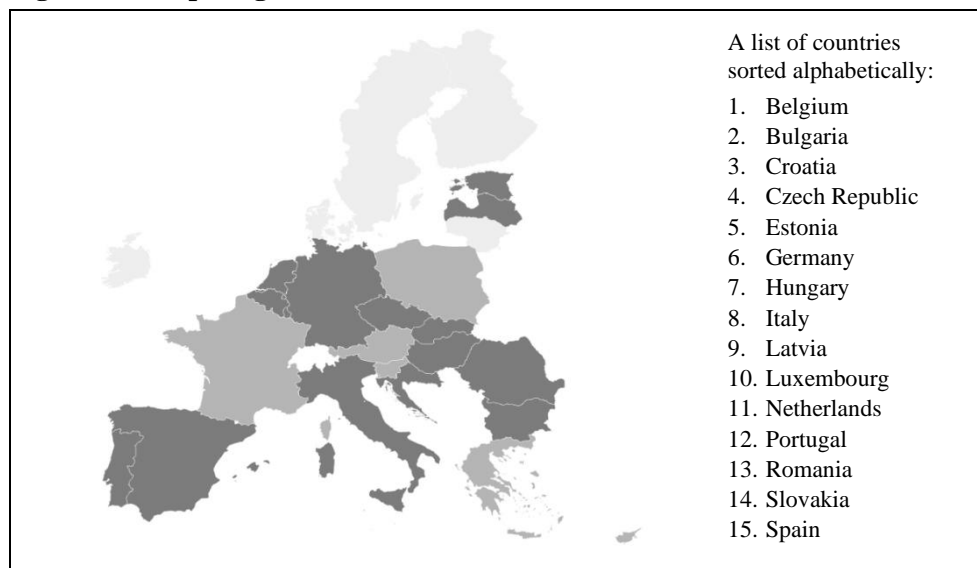 A list of countries
sorted alphabetically:
1. Belgium
2. Bulgaria
3. Croatia
4. Czech Republic
5. Estonia
6. Germany
7. Hungary
8. Italy
9. Latvia
10. Luxembourg
11. Netherlands
12. Portugal
13. Romania
14. Slovakia
15. Spain